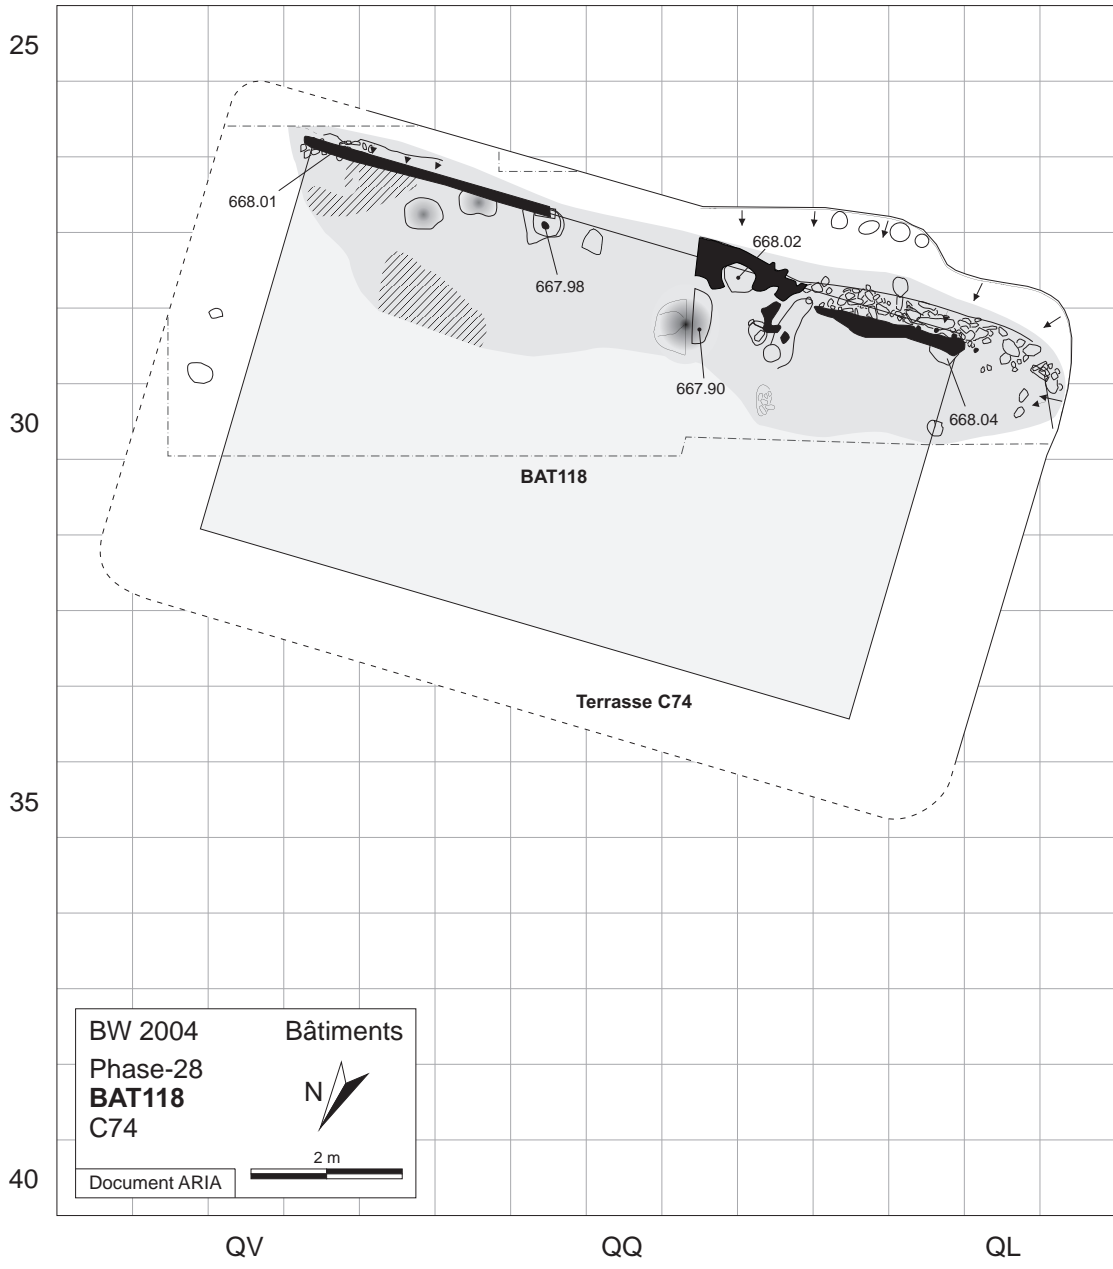 25
668.01
668.02
667.98
667.90
668.04
30
BAT118
Terrasse C74
35
BW 2004 Bâtiments
Phase-28
BAT118
C74
N
2 m
Document ARIA
40
QV QQ QL